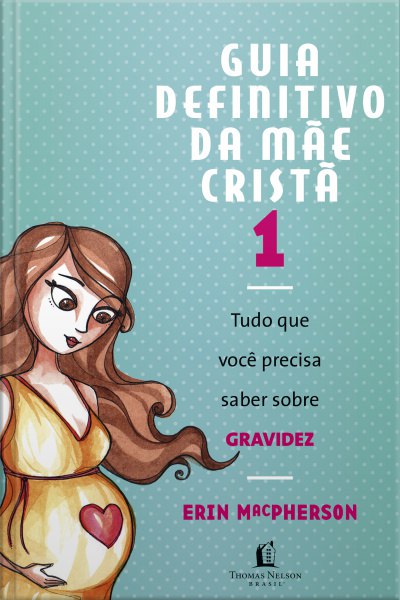 GUIA
DEFINITIVO
DA MÃE
CRISTÃ
1
Tudo que
você precisa
saber sobre
GRAVIDEZ
ERIN MACPHERSON
THOMAS NELSON
BRASIL